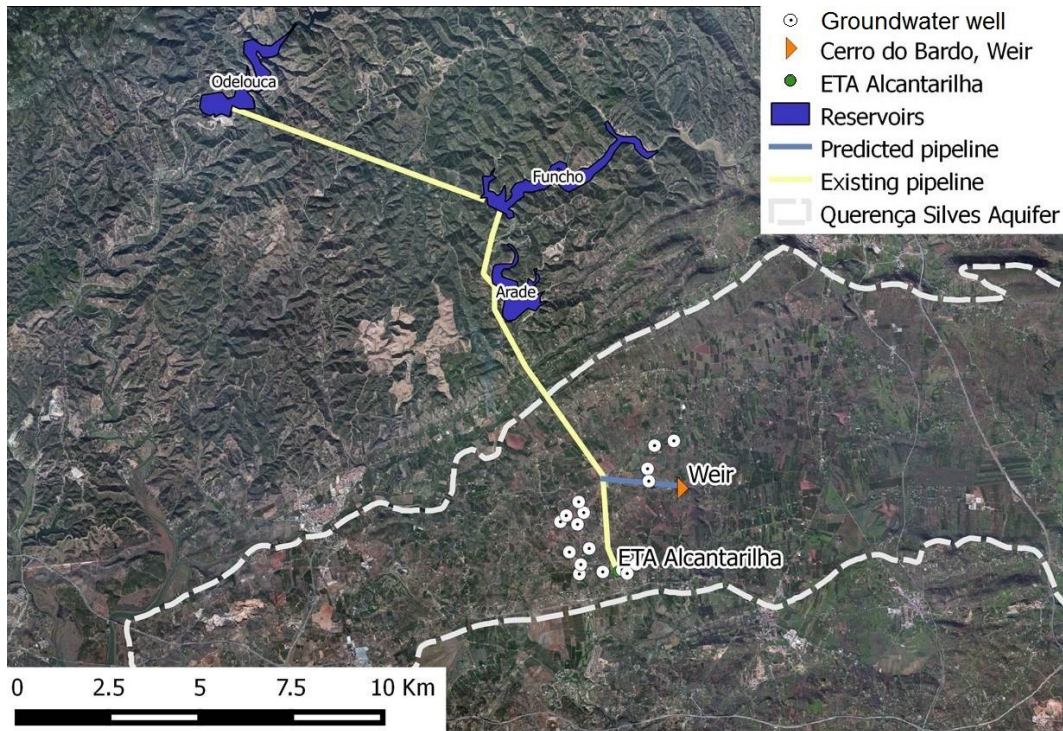 Groundwater well
Cerro do Bardo, Weir
ETA Alcantarilha
Reservoirs
Predicted pipeline
Existing pipeline
Querença Silves Aquifer
Odelouca
Funcho
Arade
Weir
ETA Alcantarilha
0 2.5 5 7.5 10 Km